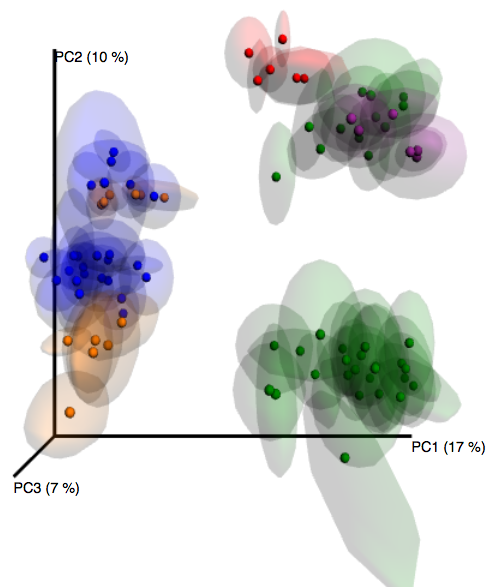 PC2 (10 %)
PC1 (17 %)
PC3 (7 %)